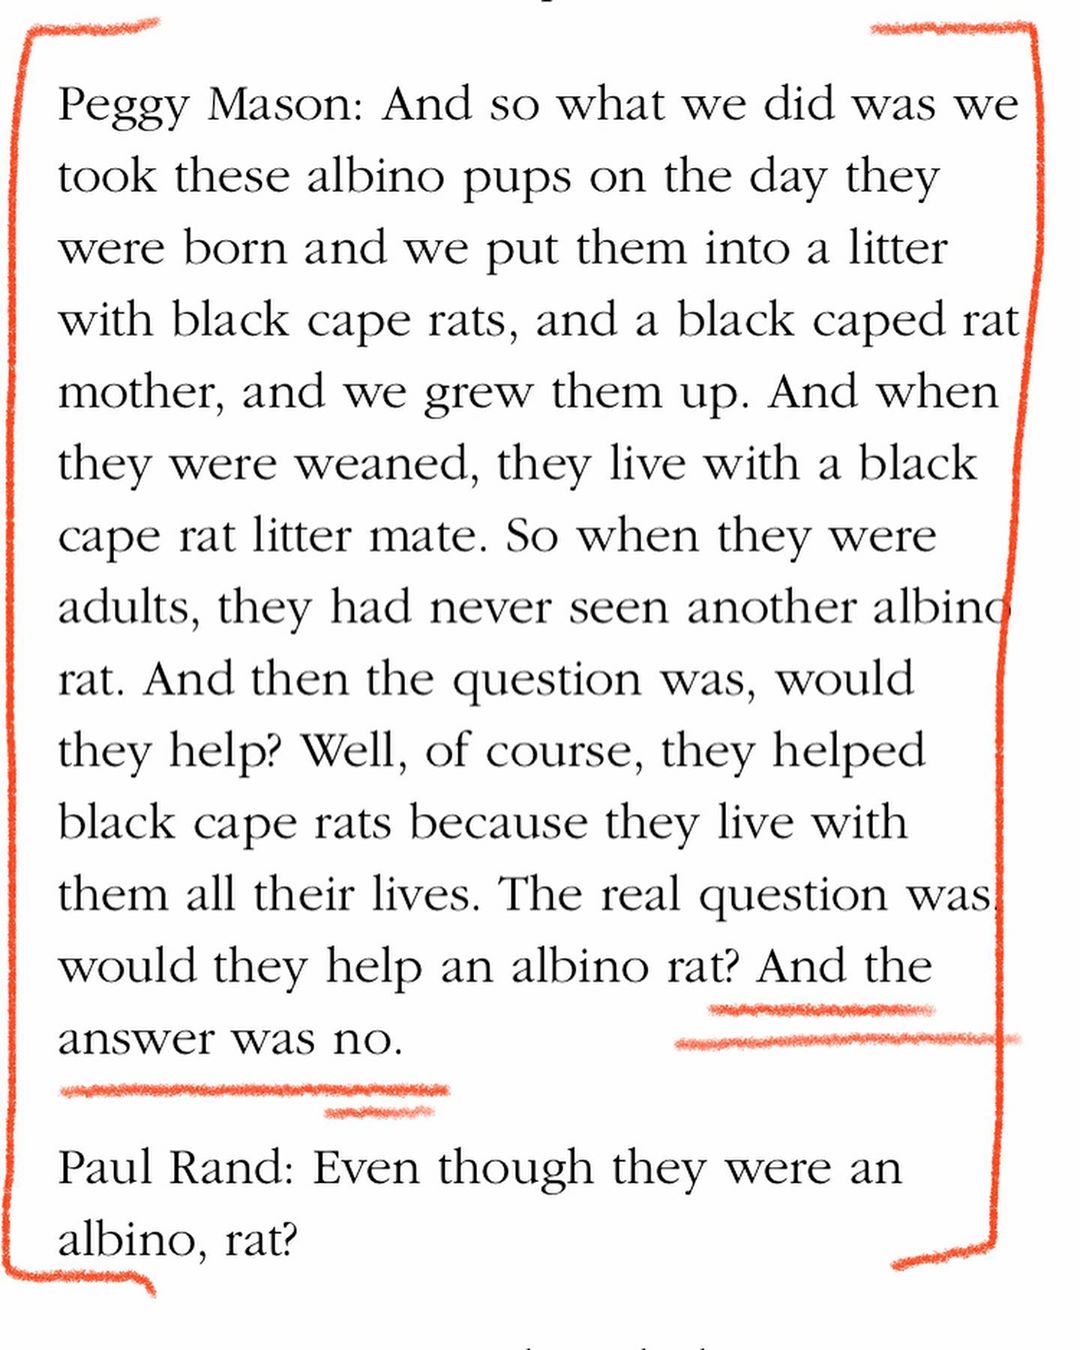 Peggy Mason: And so what we did was we
took these albino pups on the day they
were born and we put them into a litter
with black cape rats, and a black caped rat
mother, and we grew them up. And when
they were weaned, they live with a black
cape rat litter mate. So when they were
adults, they had never seen another albino
rat. And then the question was, would
they help? Well, of course, they helped
black cape rats because they live with
them all their lives. The real question was,
would they help an albino rat? And the
answer was no.
Paul Rand: Even though they were an
albino, rat?